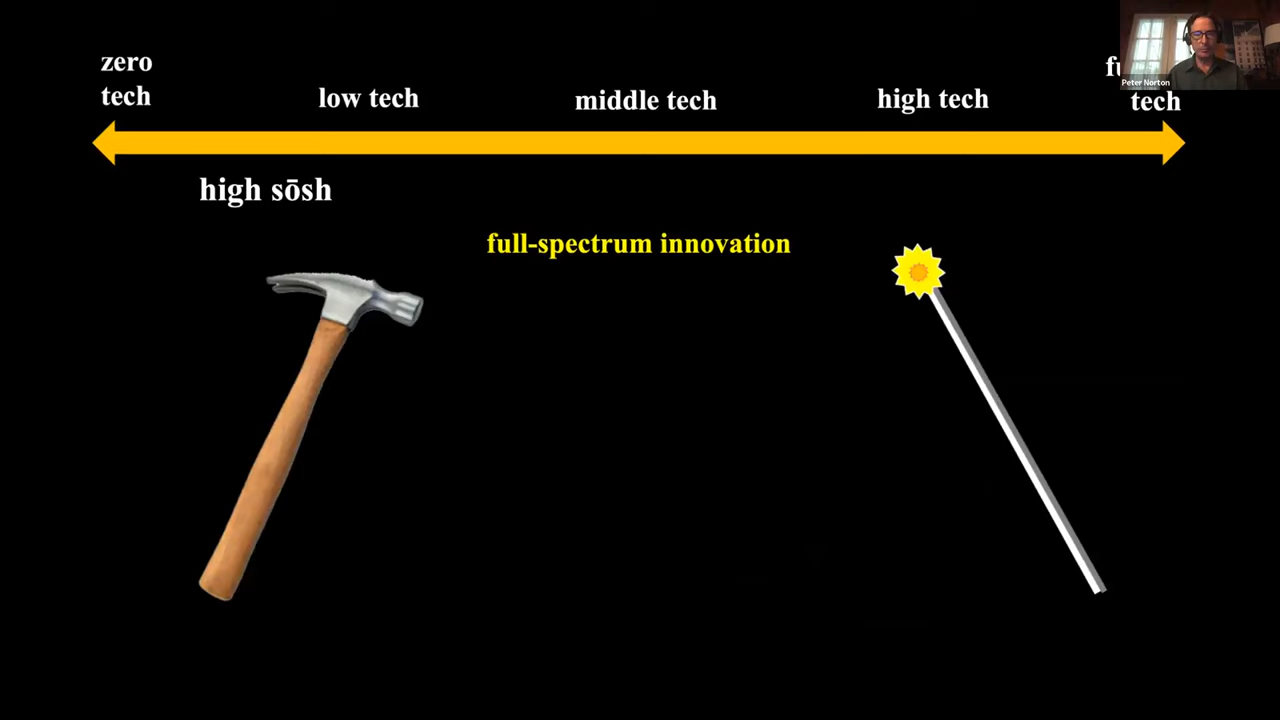 zero
tech
low tech
middle tech
high tech
tech
Peter Norton
high sōsh
full-spectrum innovation